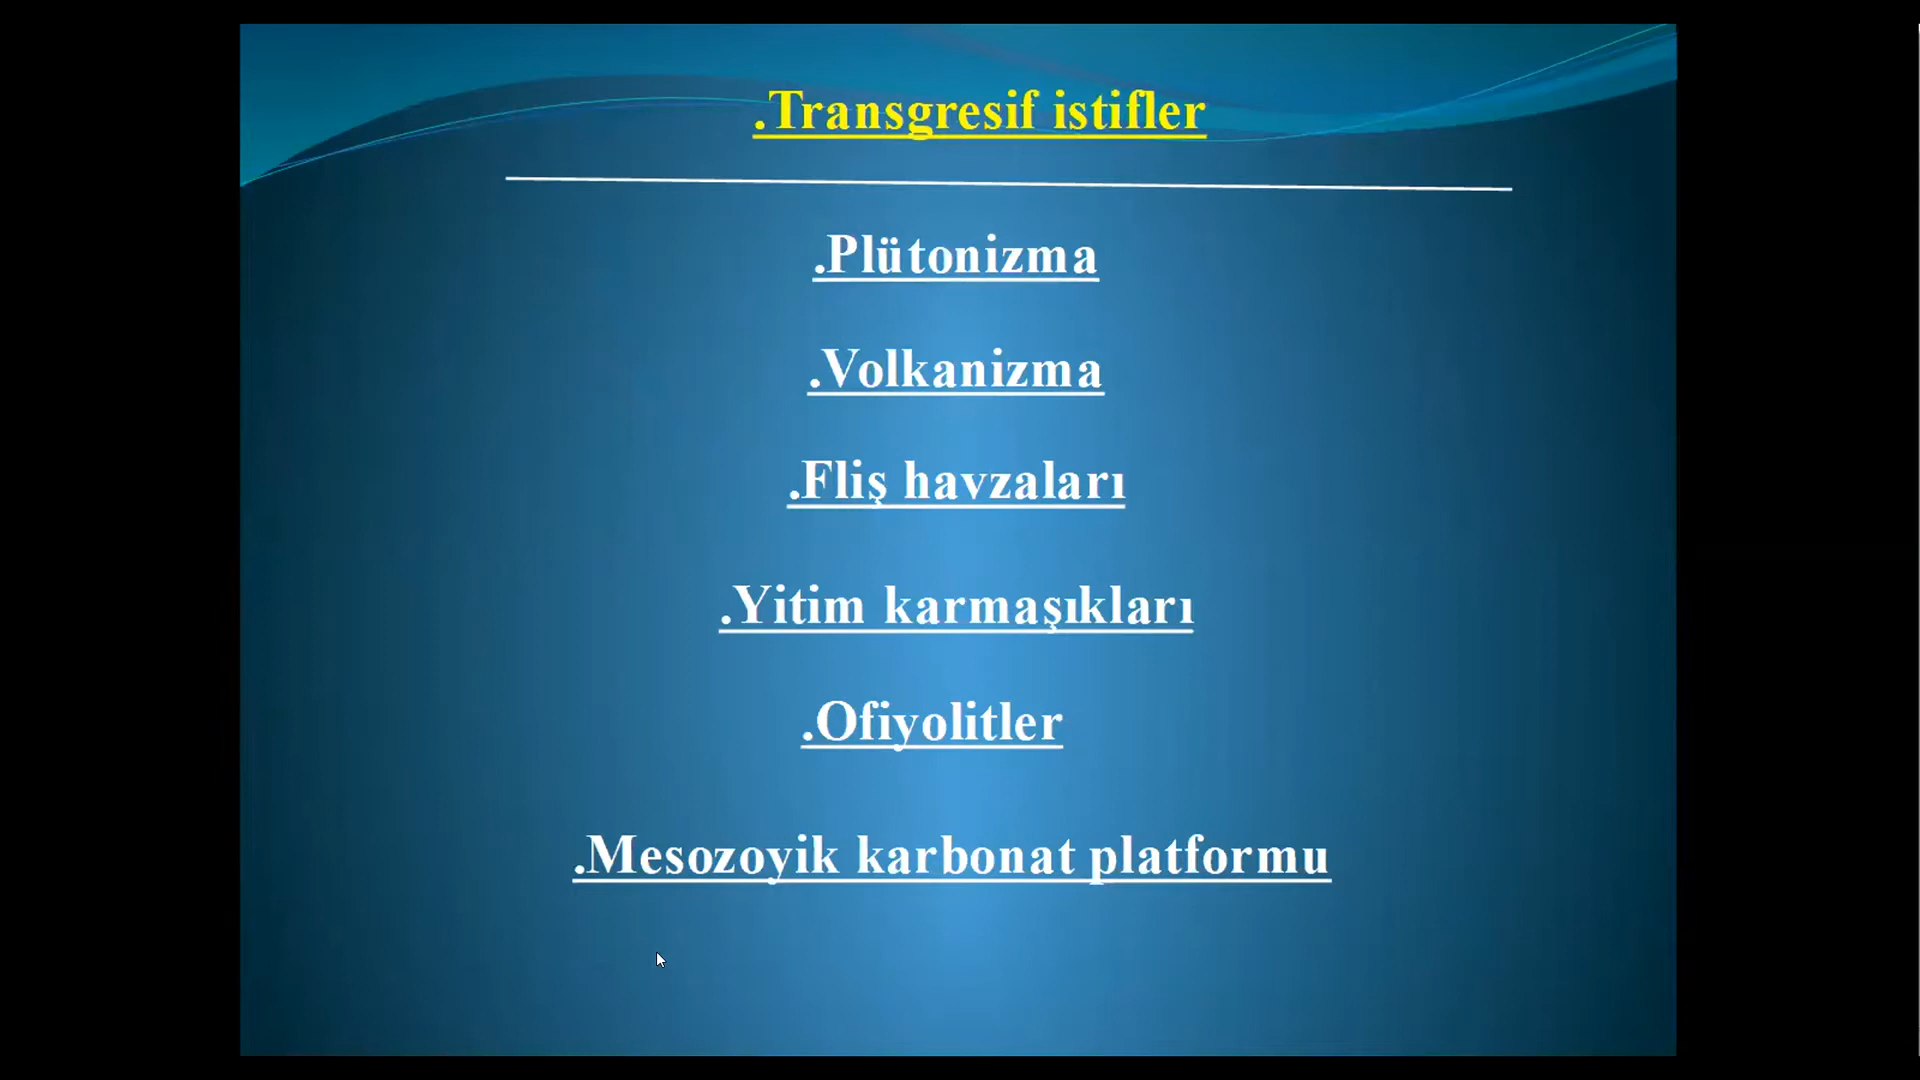 .Transgresif istifler
.Plütonizma
.Volkanizma
.Fliş havzaları
.Yitim karmaşıkları
.Ofiyolitler
.Mesozoyik karbonat platformu